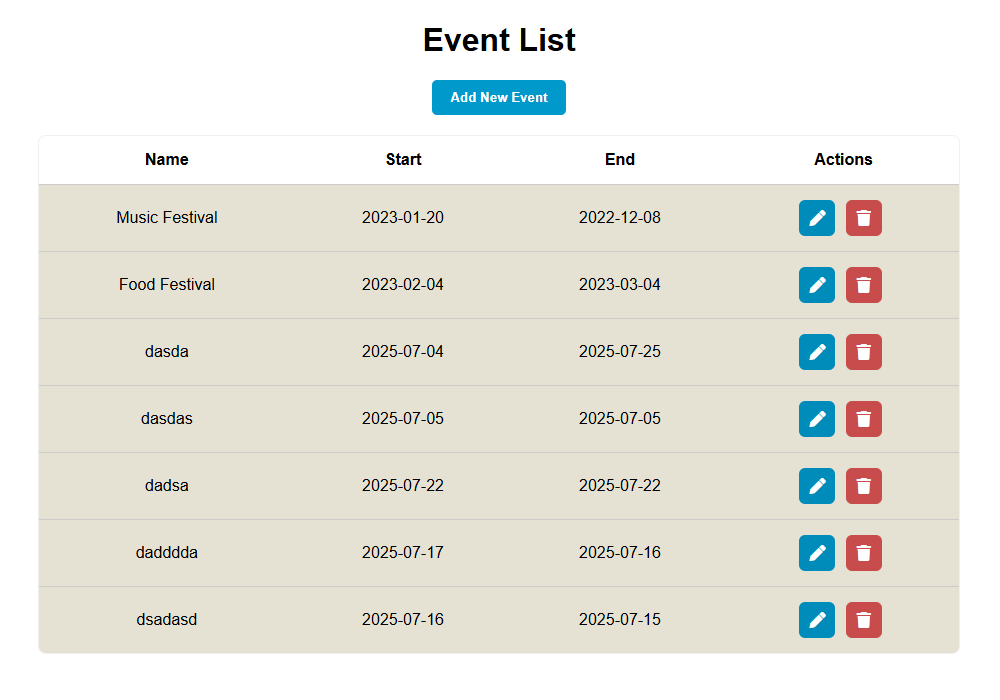 Event List
Add New Event
Name Start End Actions
Music Festival 2023-01-20 2022-12-08
Food Festival 2023-02-04 2023-03-04
dasda 2025-07-04 2025-07-25
dasdas 2025-07-05 2025-07-05
dadsa 2025-07-22 2025-07-22
dadddda 2025-07-17 2025-07-16
dsadasd 2025-07-16 2025-07-15